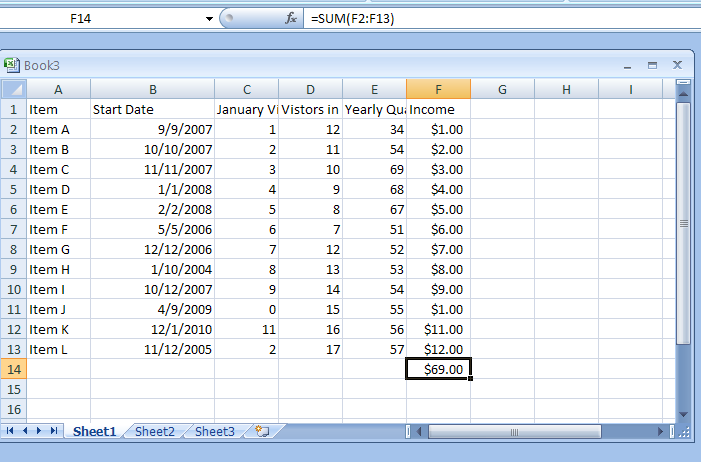 F14 fx =SUM(F2:F13)
Book3
A B C D E F G H I
1 Item Start Date January Vi Vistors in Yearly Qua Income
2 Item A 9/9/2007 1 12 34 $1.00
3 Item B 10/10/2007 2 11 54 $2.00
4 Item C 11/11/2007 3 10 69 $3.00
5 Item D 1/1/2008 4 9 68 $4.00
6 Item E 2/2/2008 5 8 67 $5.00
7 Item F 5/5/2006 6 7 51 $6.00
8 Item G 12/12/2006 7 12 52 $7.00
9 Item H 1/10/2004 8 13 53 $8.00
10 Item I 10/12/2007 9 14 54 $9.00
11 Item J 4/9/2009 0 15 55 $1.00
12 Item K 12/1/2010 11 16 56 $11.00
13 Item L 11/12/2005 2 17 57 $12.00
14 $69.00
15
16
Sheet1 Sheet2 Sheet3